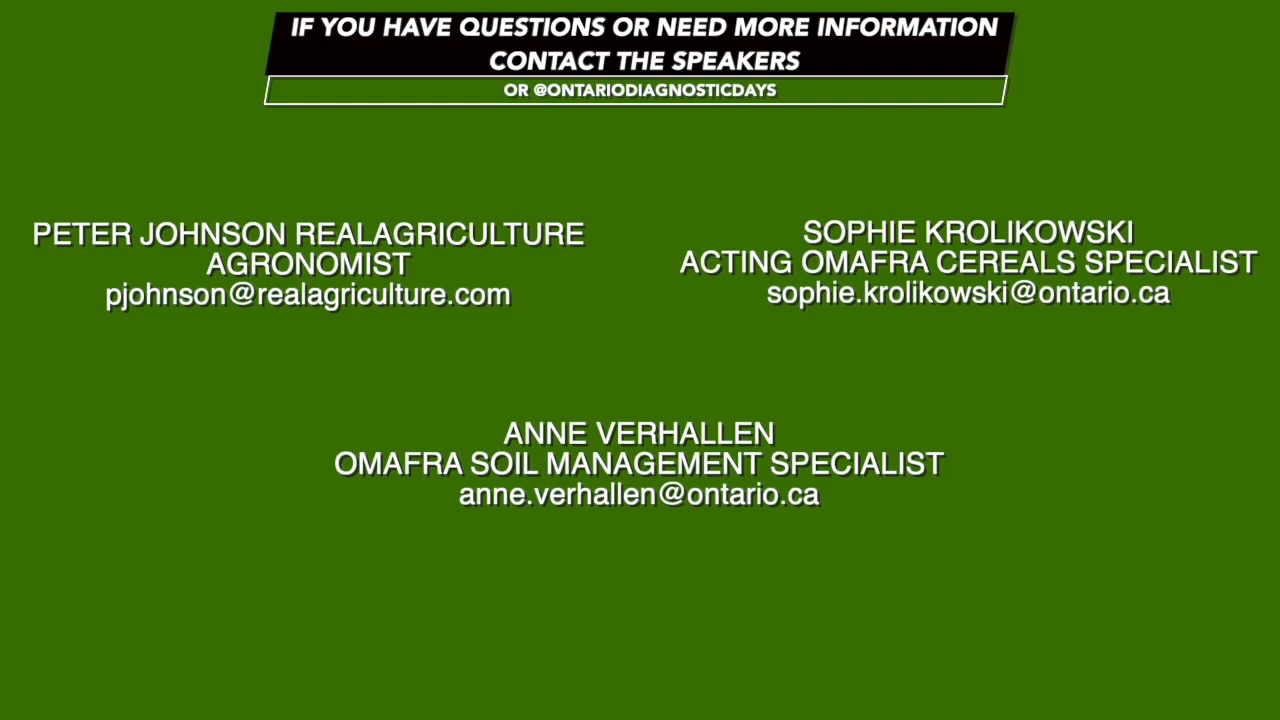 IF YOU HAVE QUESTIONS OR NEED MORE INFORMATION
CONTACT THE SPEAKERS
OR @ONTARIODIAGNOSTICDAYS
PETER JOHNSON REALAGRICULTURE
AGRONOMIST
pjohnson@realagriculture.com
SOPHIE KROLIKOWSKI
ACTING OMAFRA CEREALS SPECIALIST
sophie.krolikowski@ontario.ca
ANNE VERHALLEN
OMAFRA SOIL MANAGEMENT SPECIALIST
anne.verhallen@ontario.ca